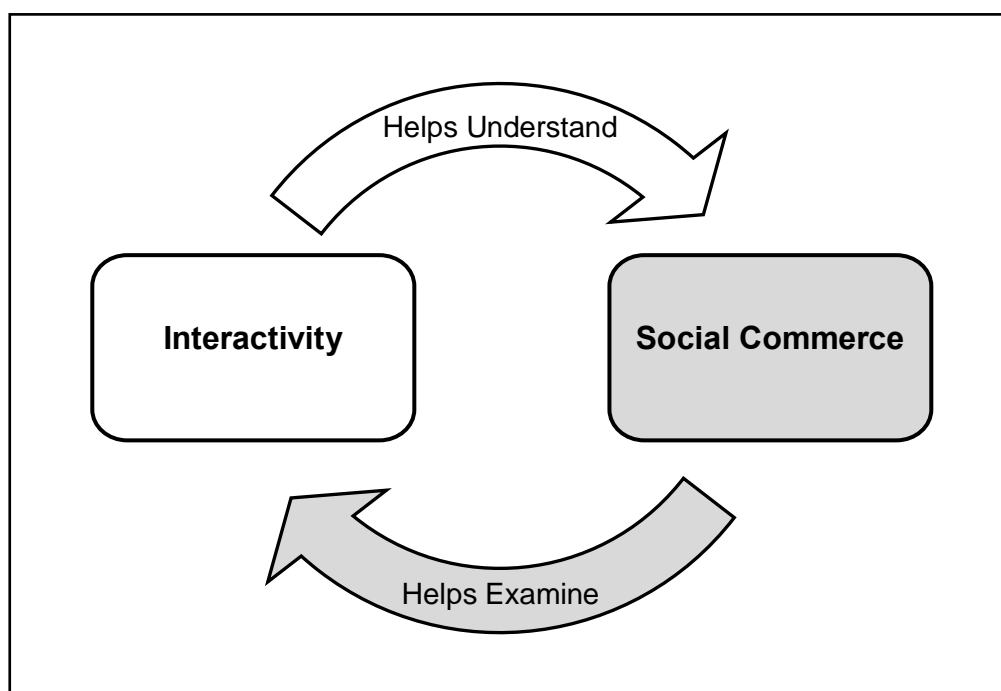 Helps Understand
Interactivity
Social Commerce
Helps Examine